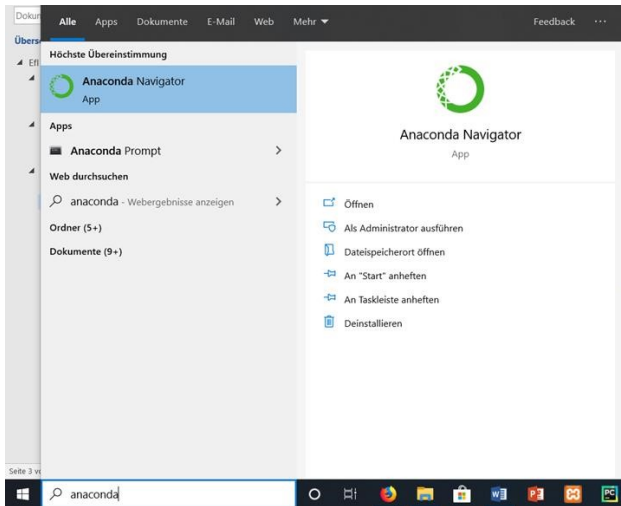 Alle Apps Dokumente E-Mail Web Mehr Feedback ...
Höchste Übereinstimmung
Anaconda Navigator
App
Apps
Anaconda Prompt
Web durchsuchen
anaconda - Webergebnisse anzeigen
Ordner (5+)
Dokumente (9+)
Anaconda Navigator
App
Öffnen
Als Administrator ausführen
Dateispeicherort öffnen
An "Start" anheften
An Taskleiste anheften
Deinstallieren
Seite 3
anaconda